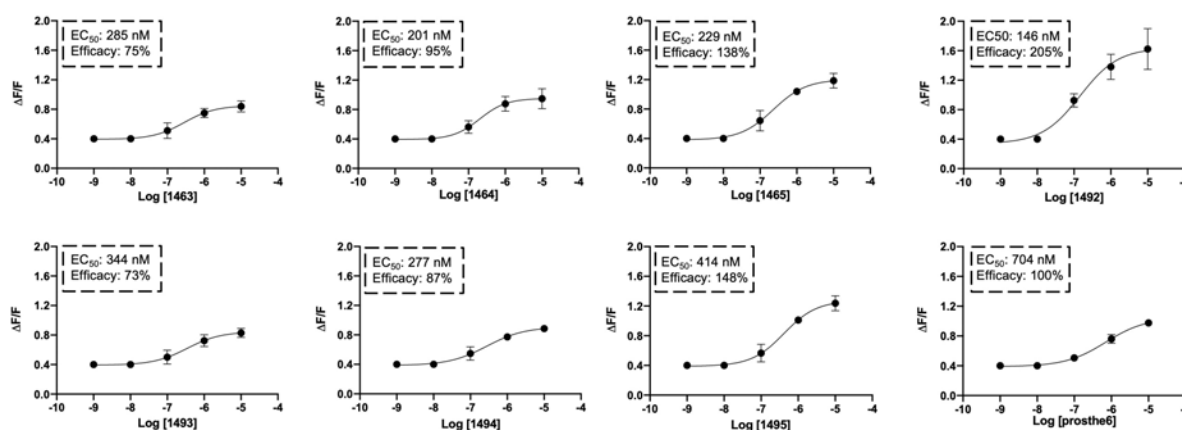 EC50: 285 nM
Efficacy: 75%
2.0
1.6
1.2
0.8
0.4
0.0
ΔF/F
-10 -9 -8 -7 -6 -5 -4
Log [1463]
EC50: 201 nM
Efficacy: 95%
2.0
1.6
1.2
0.8
0.4
0.0
ΔF/F
-10 -9 -8 -7 -6 -5 -4
Log [1464]
EC50: 229 nM
Efficacy: 138%
2.0
1.6
1.2
0.8
0.4
0.0
ΔF/F
-10 -9 -8 -7 -6 -5 -4
Log [1465]
EC50: 146 nM
Efficacy: 205%
2.0
1.6
1.2
0.8
0.4
0.0
ΔF/F
-10 -9 -8 -7 -6 -5 -4
Log [1492]
EC50: 344 nM
Efficacy: 73%
2.0
1.6
1.2
0.8
0.4
0.0
ΔF/F
-10 -9 -8 -7 -6 -5 -4
Log [1493]
EC50: 277 nM
Efficacy: 87%
2.0
1.6
1.2
0.8
0.4
0.0
ΔF/F
-10 -9 -8 -7 -6 -5 -4
Log [1494]
EC50: 414 nM
Efficacy: 148%
2.0
1.6
1.2
0.8
0.4
0.0
ΔF/F
-10 -9 -8 -7 -6 -5 -4
Log [1495]
EC50: 704 nM
Efficacy: 100%
2.0
1.6
1.2
0.8
0.4
0.0
ΔF/F
-10 -9 -8 -7 -6 -5 -4
Log [prosthe6]